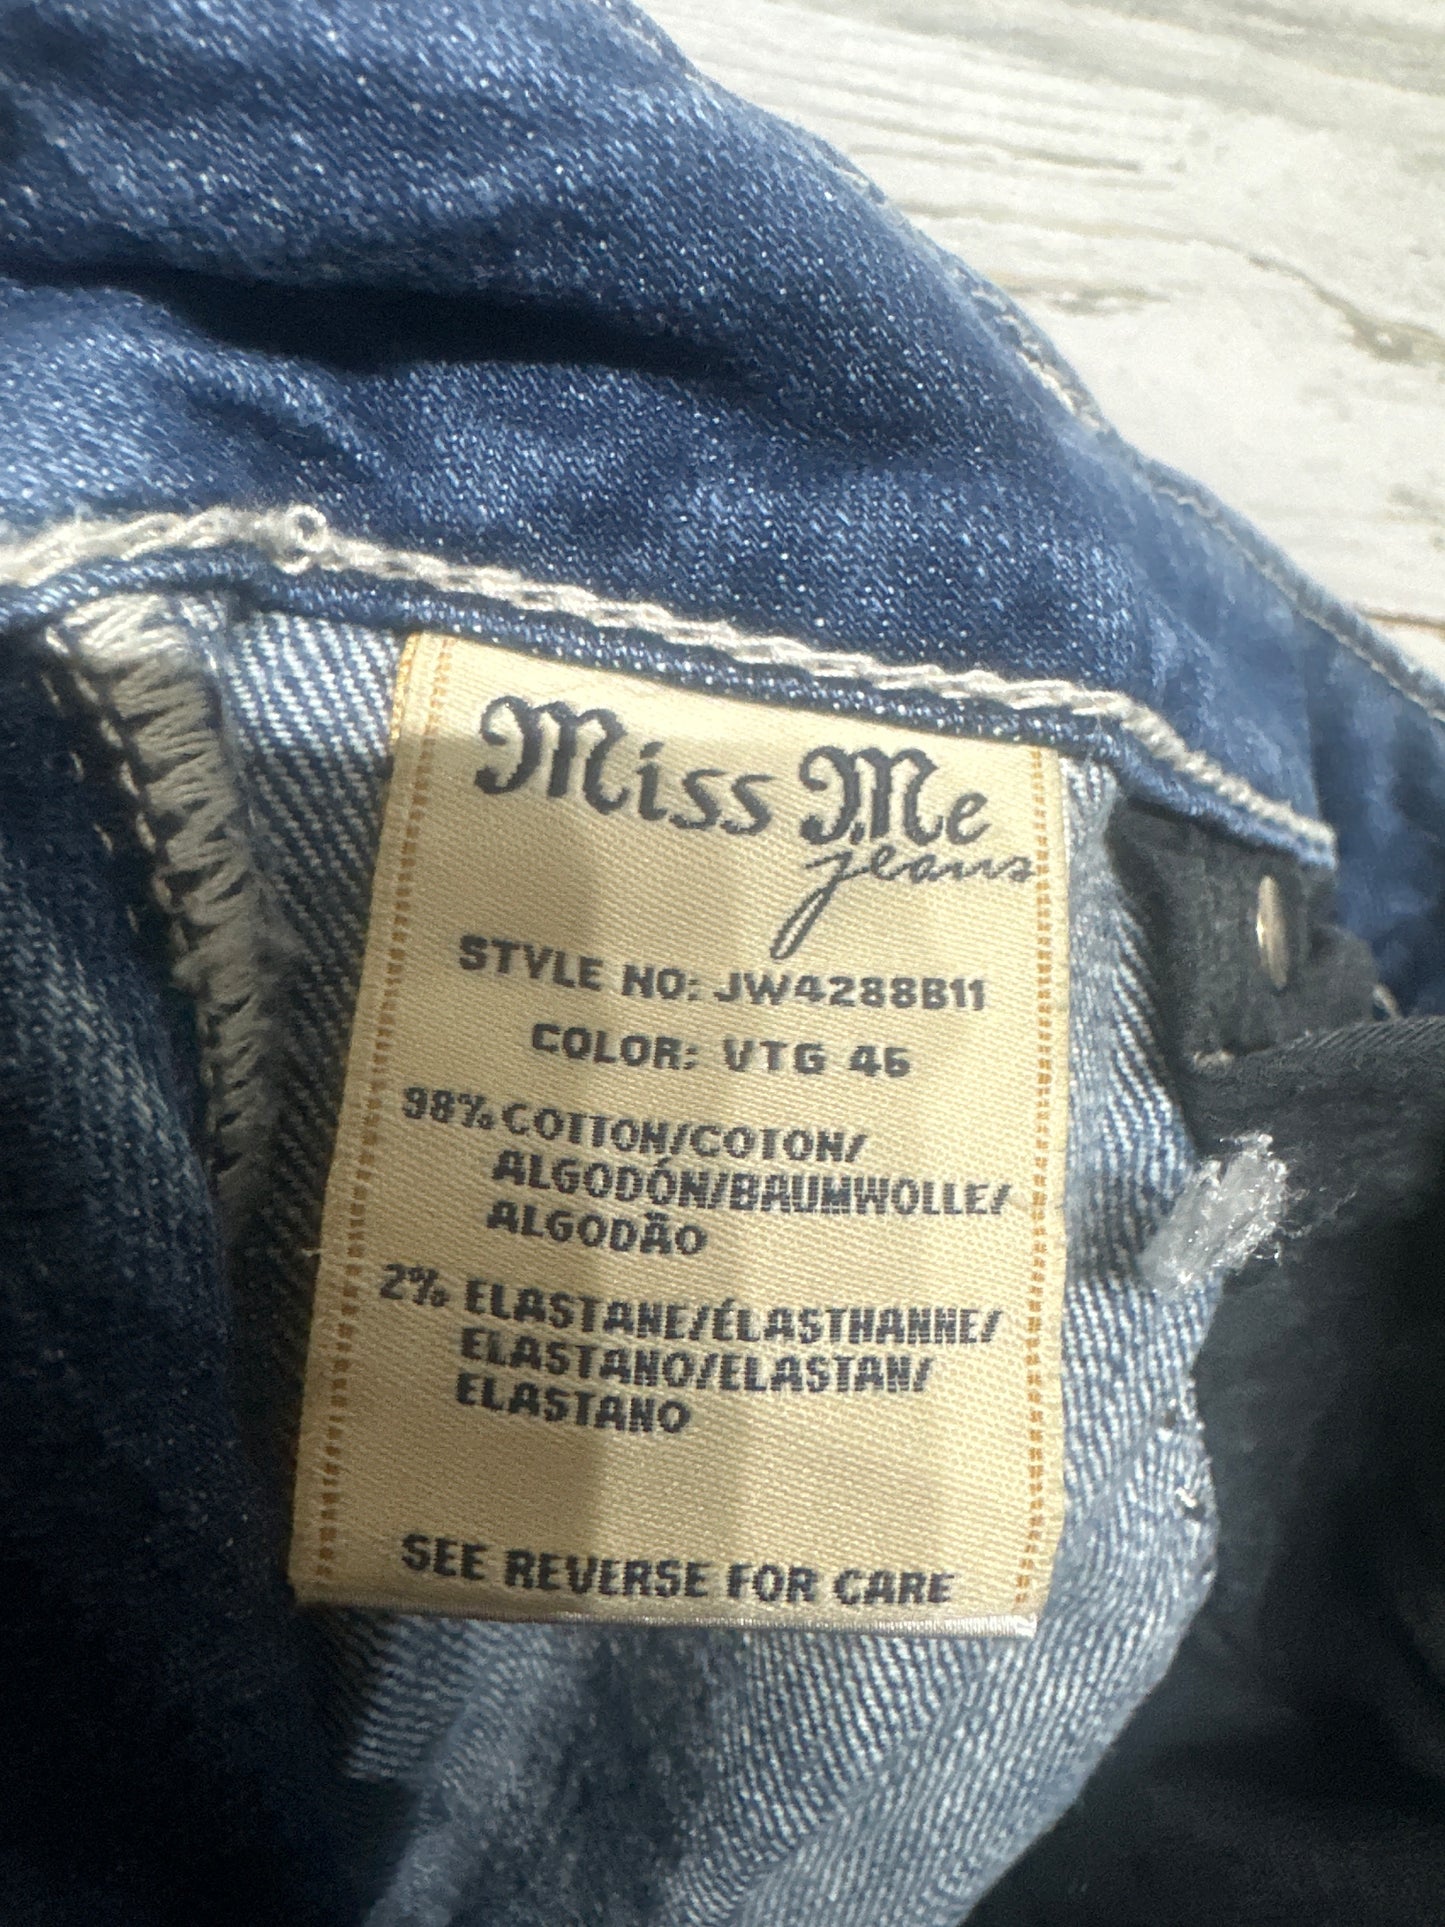 Miss Me
jeans
STYLE NO: JW4288B11
COLOR: VTG 45
98% COTTON/COTON/
ALGODÓN/BAUMWOLLE/
ALGODÃO
2% ELASTANE/ÉLASTHANNE/
ELASTANO/ELASTAN/
ELASTANO
SEE REVERSE FOR CARE